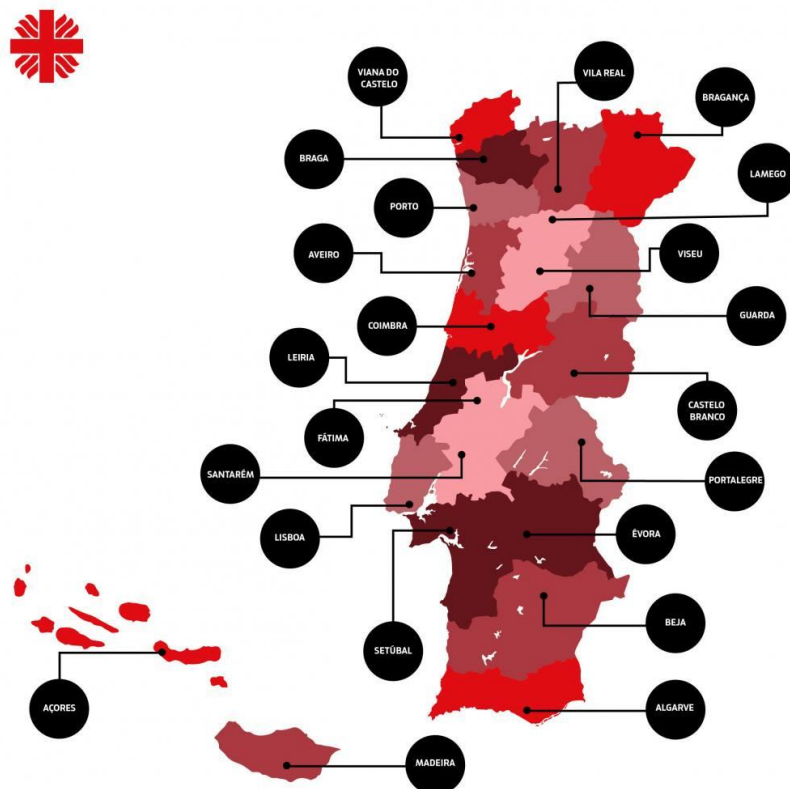 VIANA DO
CASTELO
VILA REAL
BRAGANÇA
BRAGA
LAMEGO
PORTO
AVEIRO
VISEU
COIMBRA
GUARDA
LEIRIA
CASTELO
BRANCO
FÁTIMA
SANTARÉM
PORTALEGRE
LISBOA
ÉVORA
SETÚBAL
BEJA
AÇORES
ALGARVE
MADEIRA